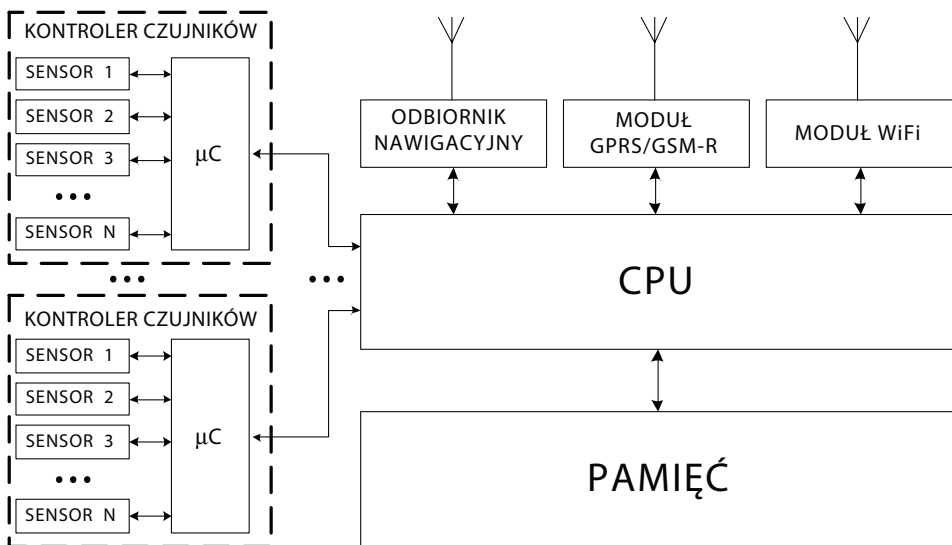 KONTROLER CZUJNIKÓW
SENSOR 1
SENSOR 2
SENSOR 3
•••
SENSOR N
µC
•••
KONTROLER CZUJNIKÓW
SENSOR 1
SENSOR 2
SENSOR 3
•••
SENSOR N
µC
•••
ODBIORNIK
NAWIGACYJNY
MODUŁ
GPRS/GSM-R
MODUŁ WiFi
CPU
PAMIĘĆ